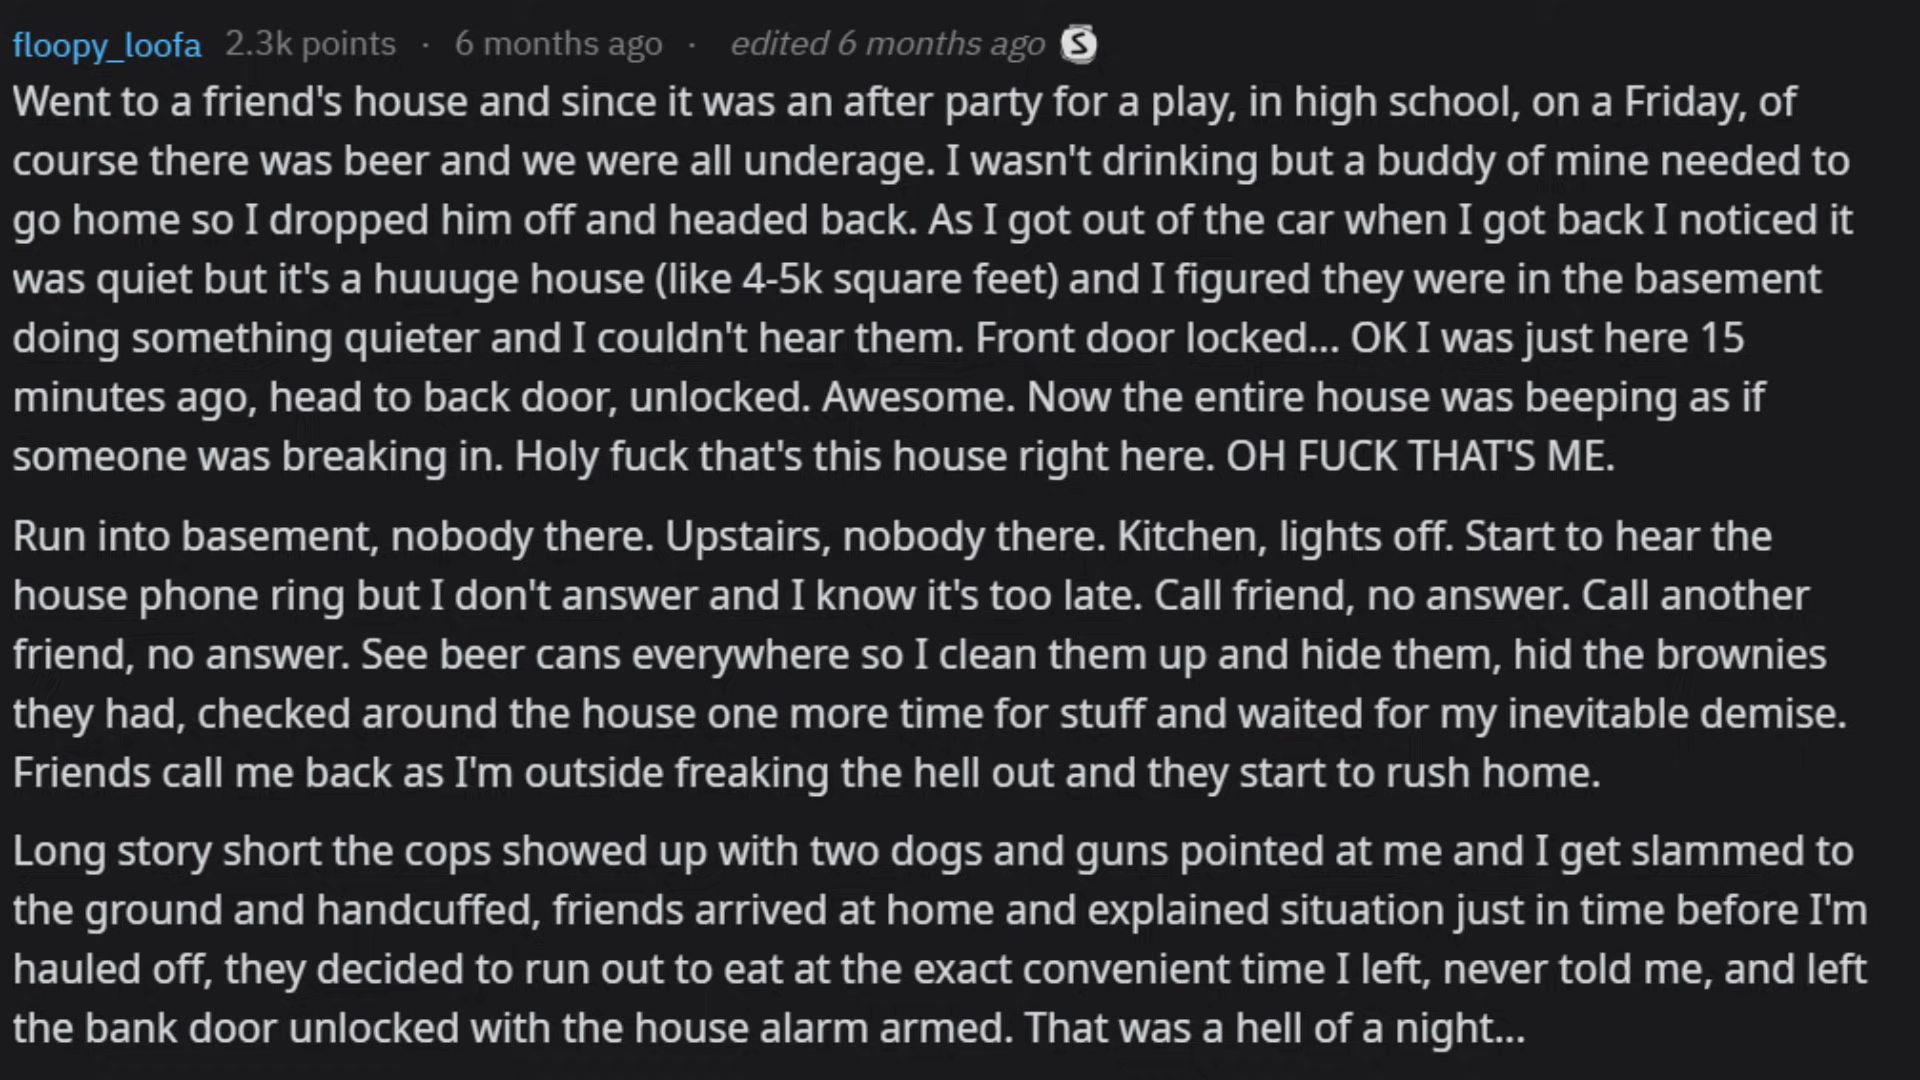 floopy_loofa 2.3k points · 6 months ago · edited 6 months ago S
Went to a friend's house and since it was an after party for a play, in high school, on a Friday, of
course there was beer and we were all underage. I wasn't drinking but a buddy of mine needed to
go home so I dropped him off and headed back. As I got out of the car when I got back I noticed it
was quiet but it's a huuuge house (like 4-5k square feet) and I figured they were in the basement
doing something quieter and I couldn't hear them. Front door locked... OK I was just here 15
minutes ago, head to back door, unlocked. Awesome. Now the entire house was beeping as if
someone was breaking in. Holy fuck that's this house right here. OH FUCK THAT'S ME.
Run into basement, nobody there. Upstairs, nobody there. Kitchen, lights off. Start to hear the
house phone ring but I don't answer and I know it's too late. Call friend, no answer. Call another
friend, no answer. See beer cans everywhere so I clean them up and hide them, hid the brownies
they had, checked around the house one more time for stuff and waited for my inevitable demise.
Friends call me back as I'm outside freaking the hell out and they start to rush home.
Long story short the cops showed up with two dogs and guns pointed at me and I get slammed to
the ground and handcuffed, friends arrived at home and explained situation just in time before I'm
hauled off, they decided to run out to eat at the exact convenient time I left, never told me, and left
the bank door unlocked with the house alarm armed. That was a hell of a night...